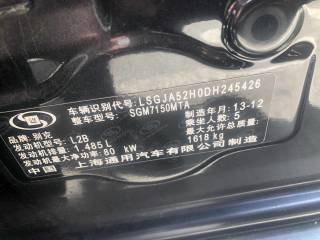 车辆识别代号: LSGJA52H0DH245426
整车型号: SGM7150MTA
品牌: 别克
制造年月: 13-12
发动机型号: L2B
乘坐人数: 5
发动机排量: 1.485 L
最大允许总质量: 1618 kg
发动机最大净功率: 80 kW
中国 上海通用汽车有限公司 制造